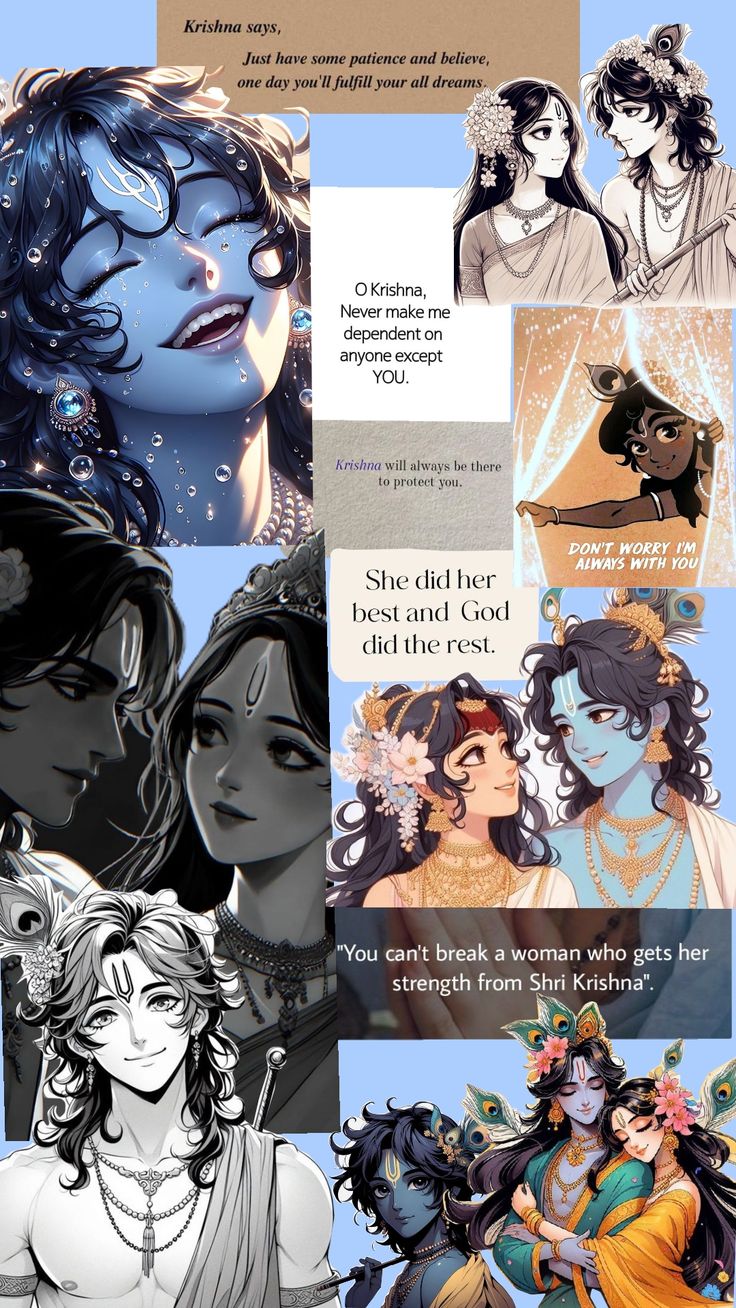 Krishna says,
Just have some patience and believe,
one day you'll fulfill your all dreams.
O Krishna,
Never make me
dependent on
anyone except
YOU.
Krishna will always be there
to protect you.
DON'T WORRY I'M
ALWAYS WITH YOU
She did her
best and God
did the rest.
"You can't break a woman who gets her
strength from Shri Krishna".